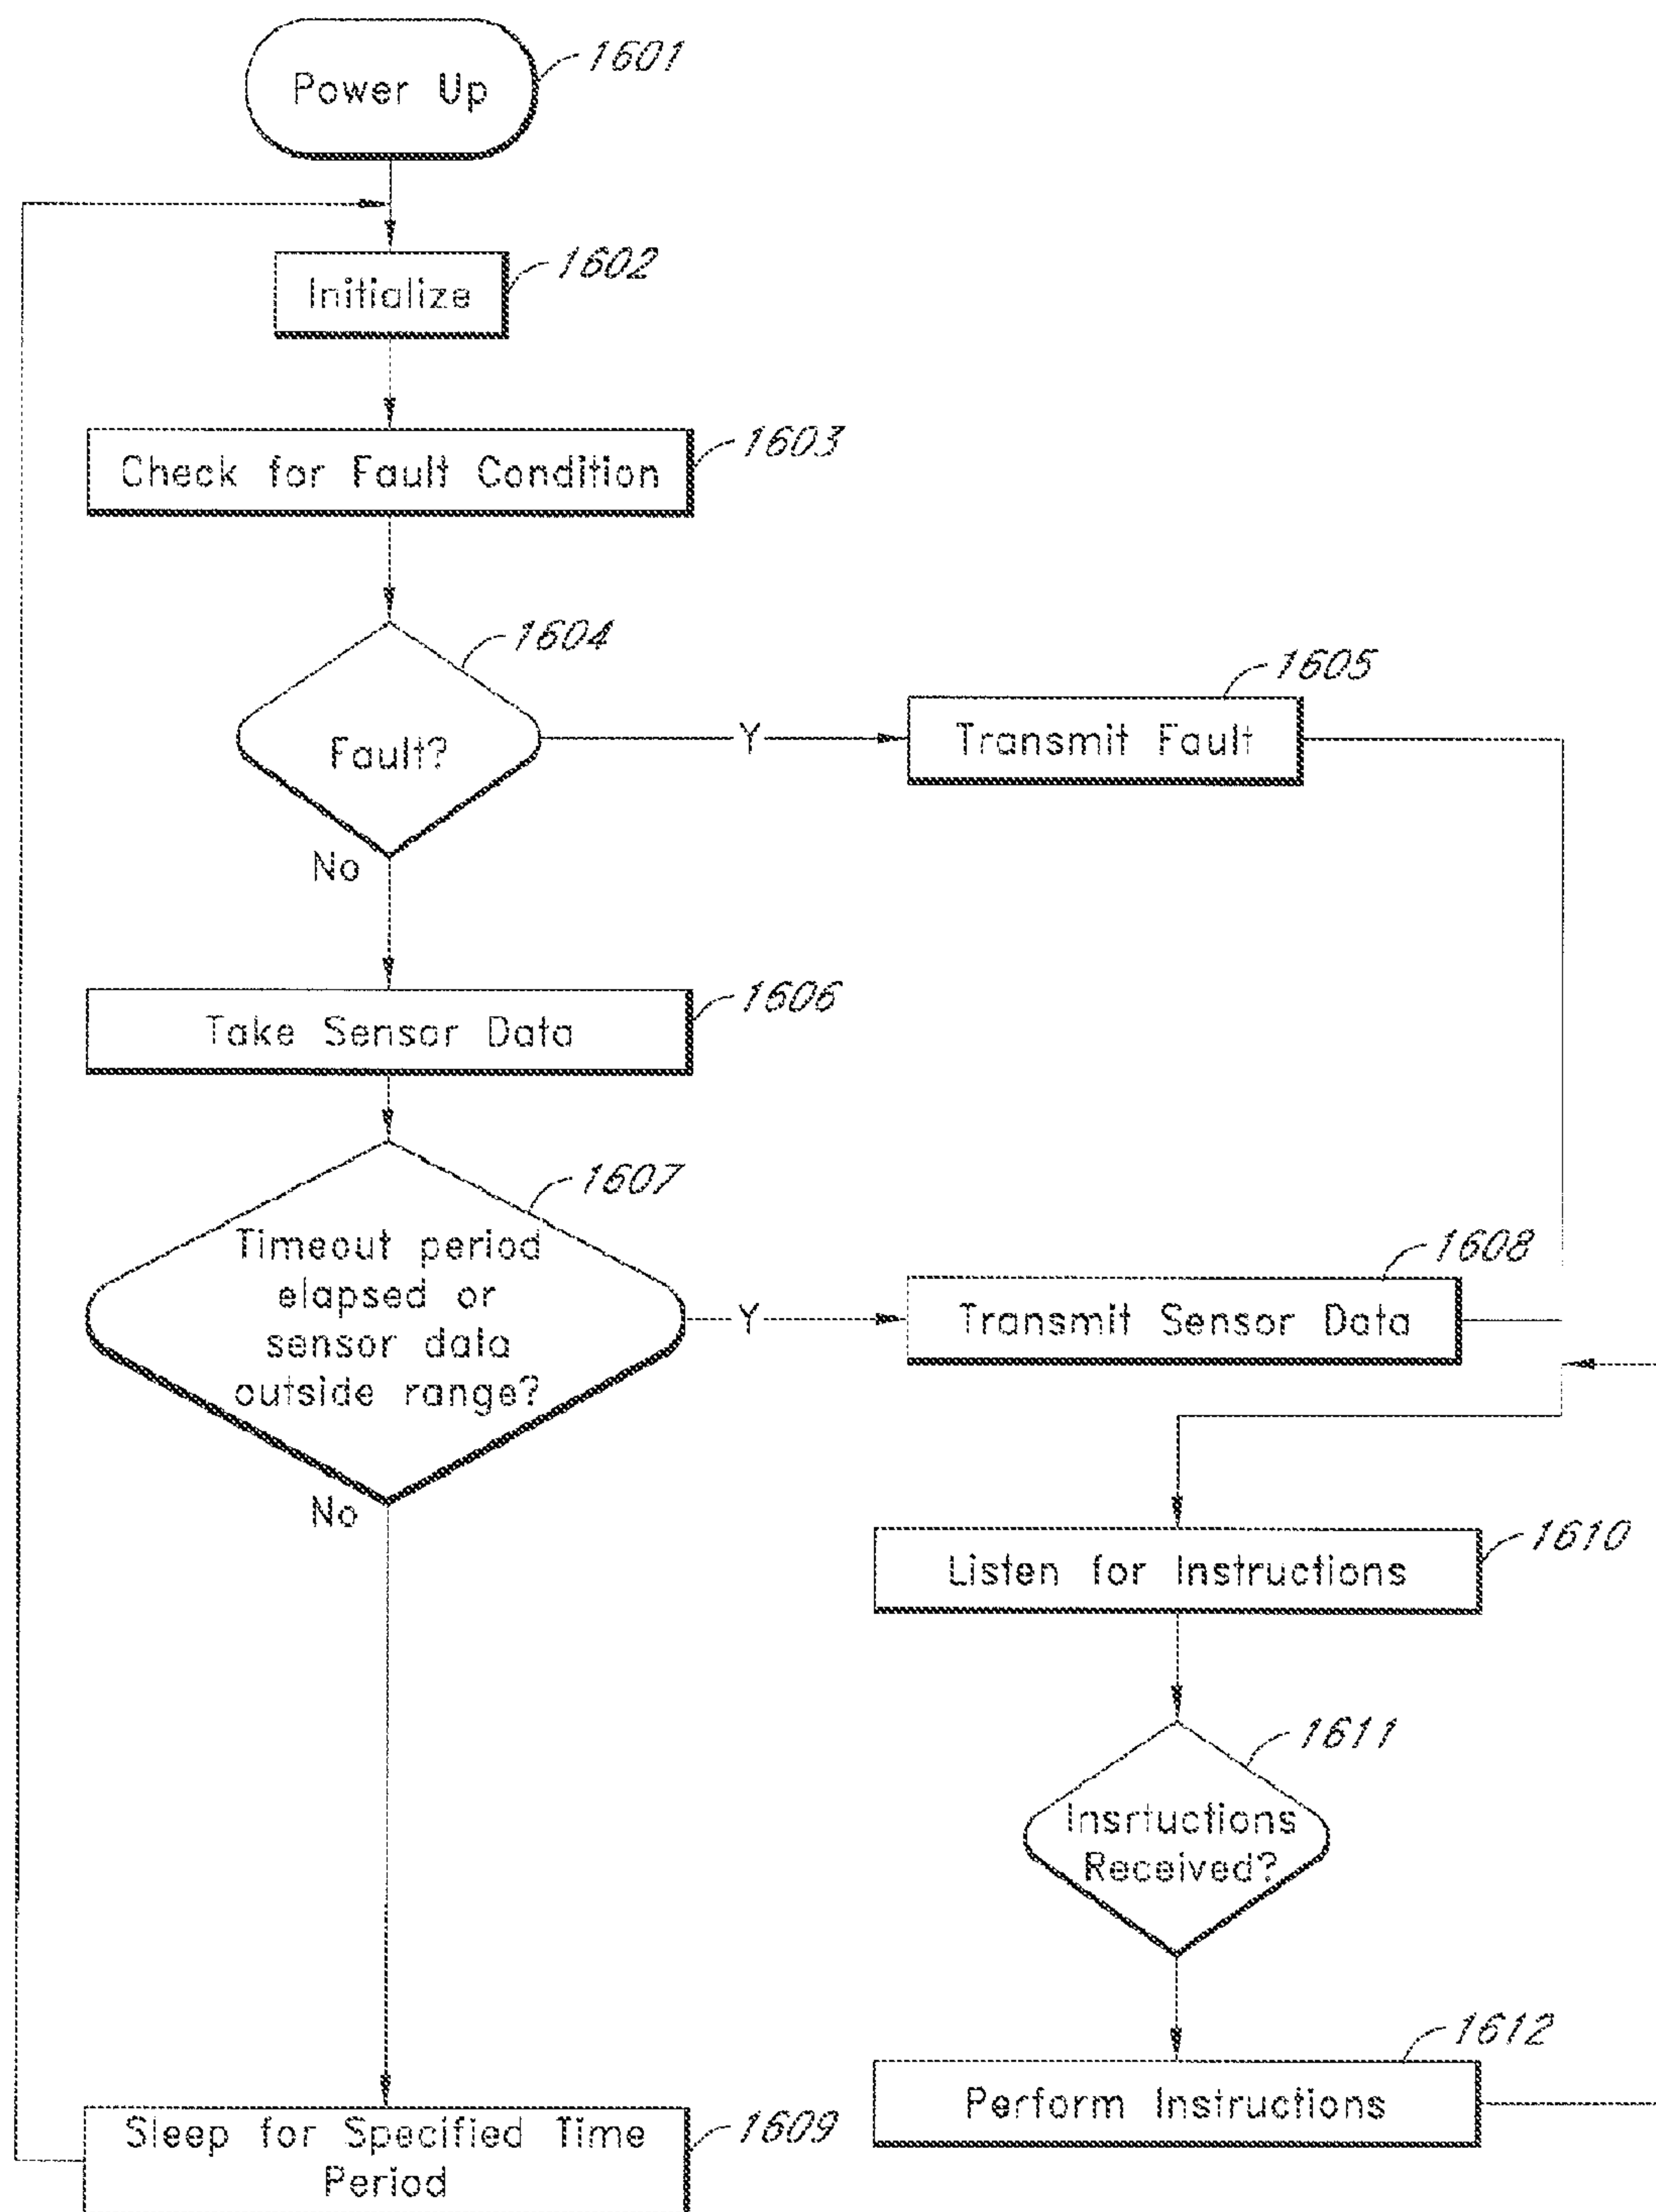 Power Up
1601
Initialize
1602
Check for Fault Condition
1603
Fault?
1604
Y
Transmit Fault
1605
No
Take Sensor Data
1606
Timeout period
elapsed or
sensor data
outside range?
1607
Y
Transmit Sensor Data
1608
No
Listen for Instructions
1610
Insrtuctions
Received?
1611
Perform Instructions
1612
Sleep for Specified Time
Period
1609